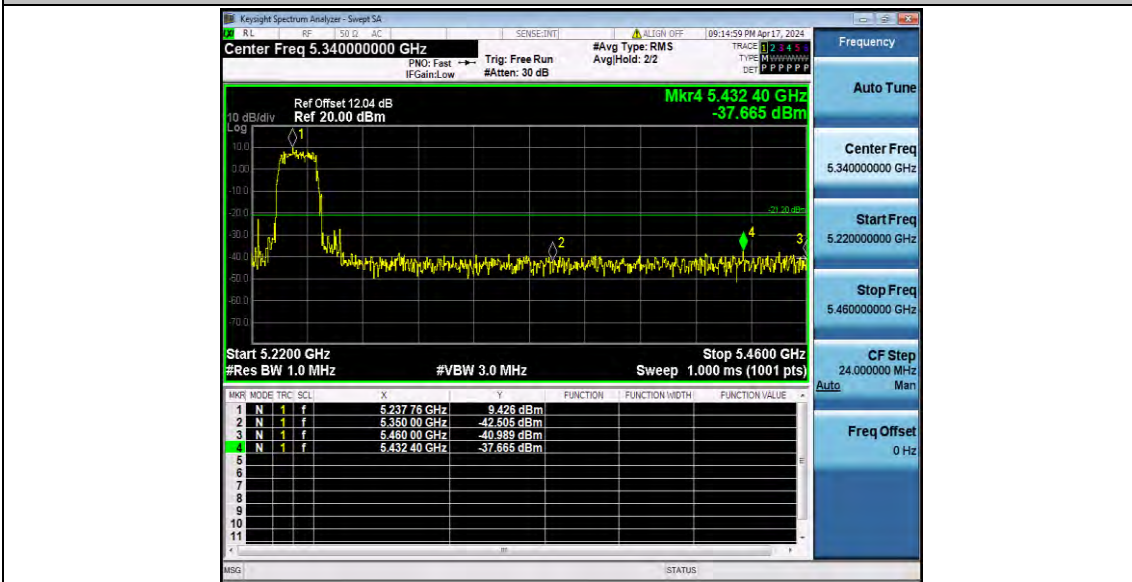 Keysight Spectrum Analyzer - Swept SA
RL RF 50 Ω AC SENSE:INT ALIGN OFF 09:14:59 PM Apr 17, 2024
Center Freq 5.340000000 GHz
#Avg Type: RMS
TRACE 1 2 3 4 5 6
PNO: Fast Trig: Free Run Avg|Hold: 2/2
TYPE M WWWWW
IFGain:Low #Atten: 30 dB
DET P P P P P P
Mkr4 5.432 40 GHz
Ref Offset 12.04 dB
-37.665 dBm
10 dB/div Ref 20.00 dBm
Log
1
10.0
0.00
-10.0
-20.0
-21.20 dBm
-30.0
2 4 3
-40.0
-50.0
-60.0
-70.0
Start 5.2200 GHz Stop 5.4600 GHz
#Res BW 1.0 MHz #VBW 3.0 MHz Sweep 1.000 ms (1001 pts)
MKR MODE TRC SCL X Y FUNCTION FUNCTION WIDTH FUNCTION VALUE
1 N 1 f 5.237 76 GHz 9.426 dBm
2 N 1 f 5.350 00 GHz -42.505 dBm
3 N 1 f 5.460 00 GHz -40.989 dBm
4 N 1 f 5.432 40 GHz -37.665 dBm
5
6
7
8
9
10
11
MSG STATUS
Frequency
Auto Tune
Center Freq
5.340000000 GHz
Start Freq
5.220000000 GHz
Stop Freq
5.460000000 GHz
CF Step
24.000000 MHz
Auto Man
Freq Offset
0 Hz